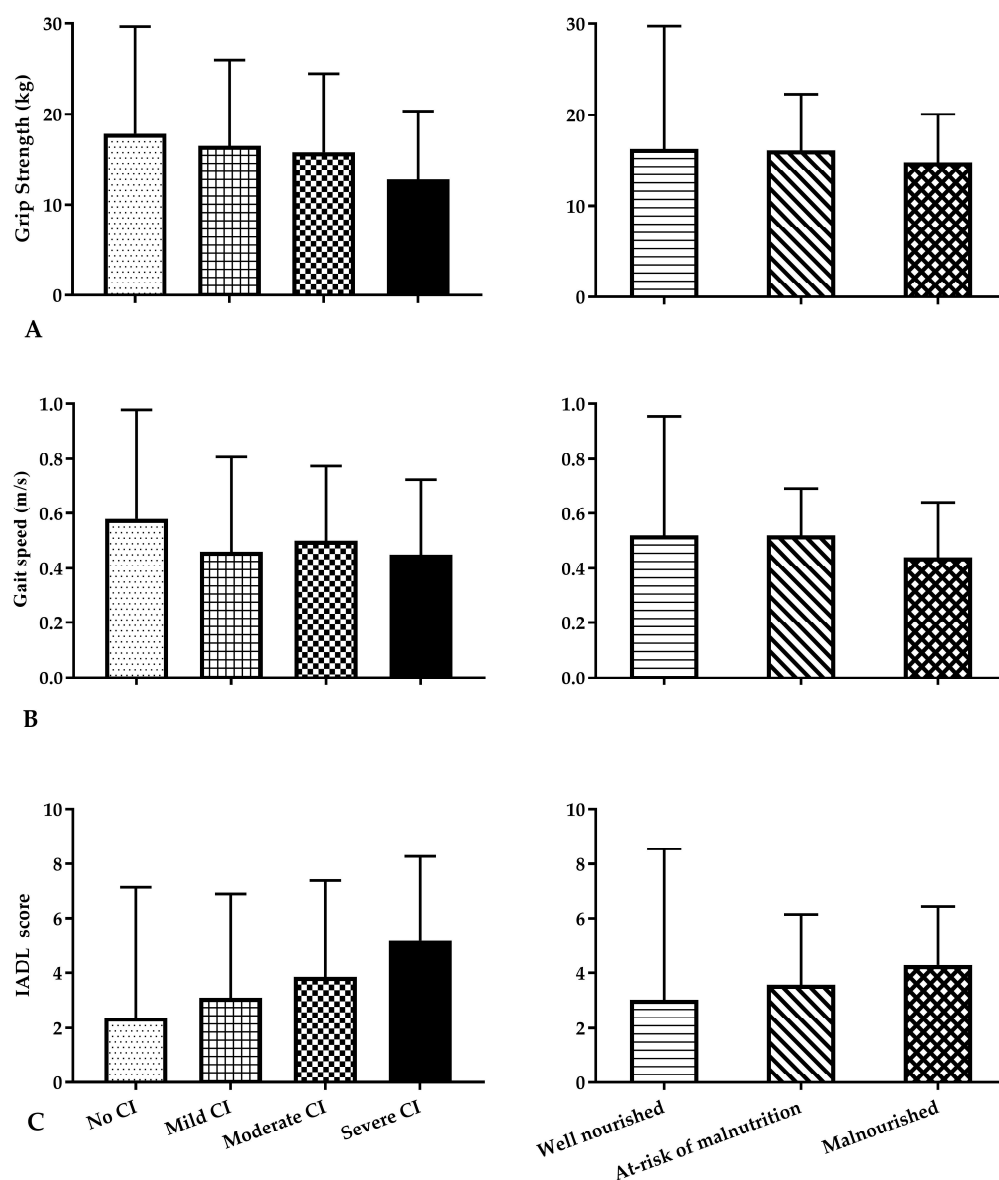 30
20
10
0
Grip Strength (kg)
30
20
10
0
A
1.0
0.8
0.6
0.4
0.2
0.0
Gait speed (m/s)
1.0
0.8
0.6
0.4
0.2
0.0
B
10
8
6
4
2
0
IADL score
10
8
6
4
2
0
C
No CI
Mild CI
Moderate CI
Severe CI
Well nourished
At-risk of malnutrition
Malnourished